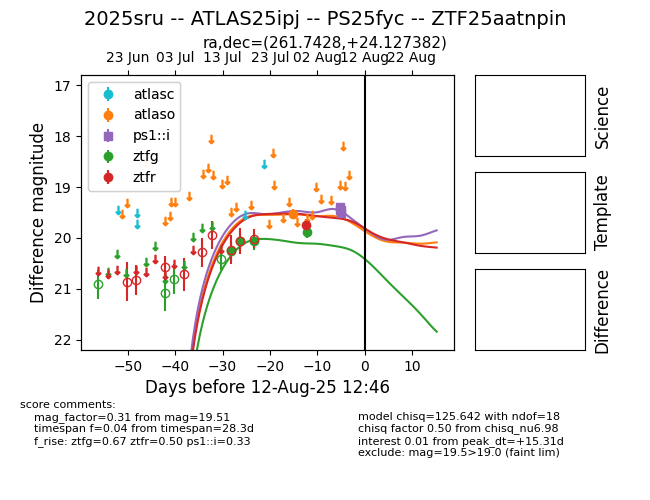 2025sru -- ATLAS25ipj -- PS25fyc -- ZTF25aatnpin
ra,dec=(261.7428,+24.127382)
23 Jun 03 Jul 13 Jul 23 Jul 02 Aug 12 Aug 22 Aug
17
18
19
20
21
22
Difference magnitude
atlasc
atlaso
ps1::i
ztfg
ztfr
−50 −40 −30 −20 −10 0 10
Days before 12-Aug-25 12:46
Science
Template
Difference
score comments:
mag_factor=0.31 from mag=19.51
timespan f=0.04 from timespan=28.3d
f_rise: ztfg=0.67 ztfr=0.50 ps1::i=0.33
model chisq=125.642 with ndof=18
chisq factor 0.50 from chisq_nu6.98
interest 0.01 from peak_dt=+15.31d
exclude: mag=19.5>19.0 (faint lim)